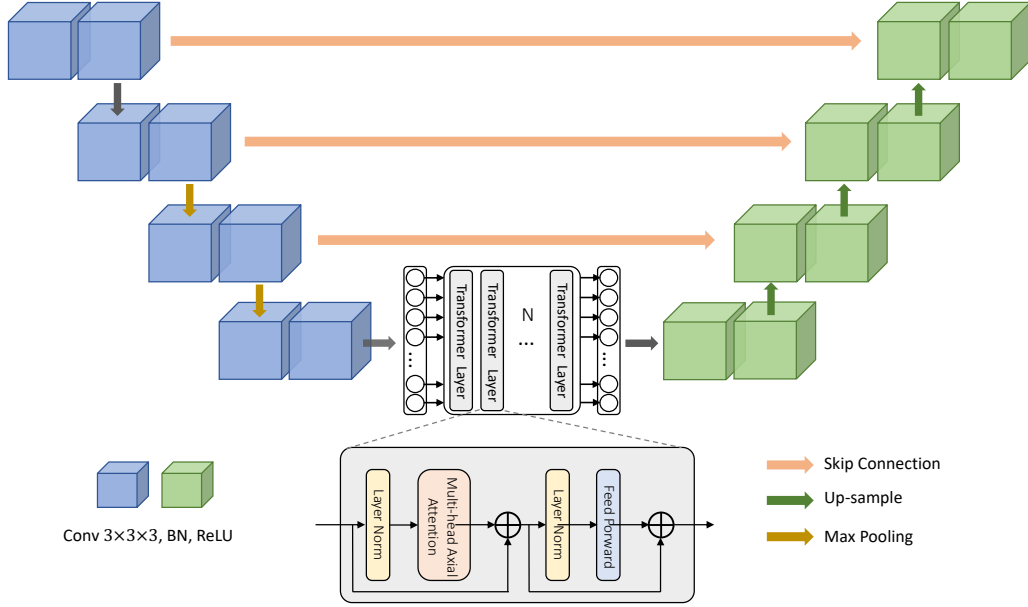 Transformer Layer
Transformer Layer
N
...
Transformer Layer
...
...
Layer Norm
Multi-head Axial
Attention
Layer Norm
Feed Forward
Conv 3×3×3, BN, ReLU
Skip Connection
Up-sample
Max Pooling